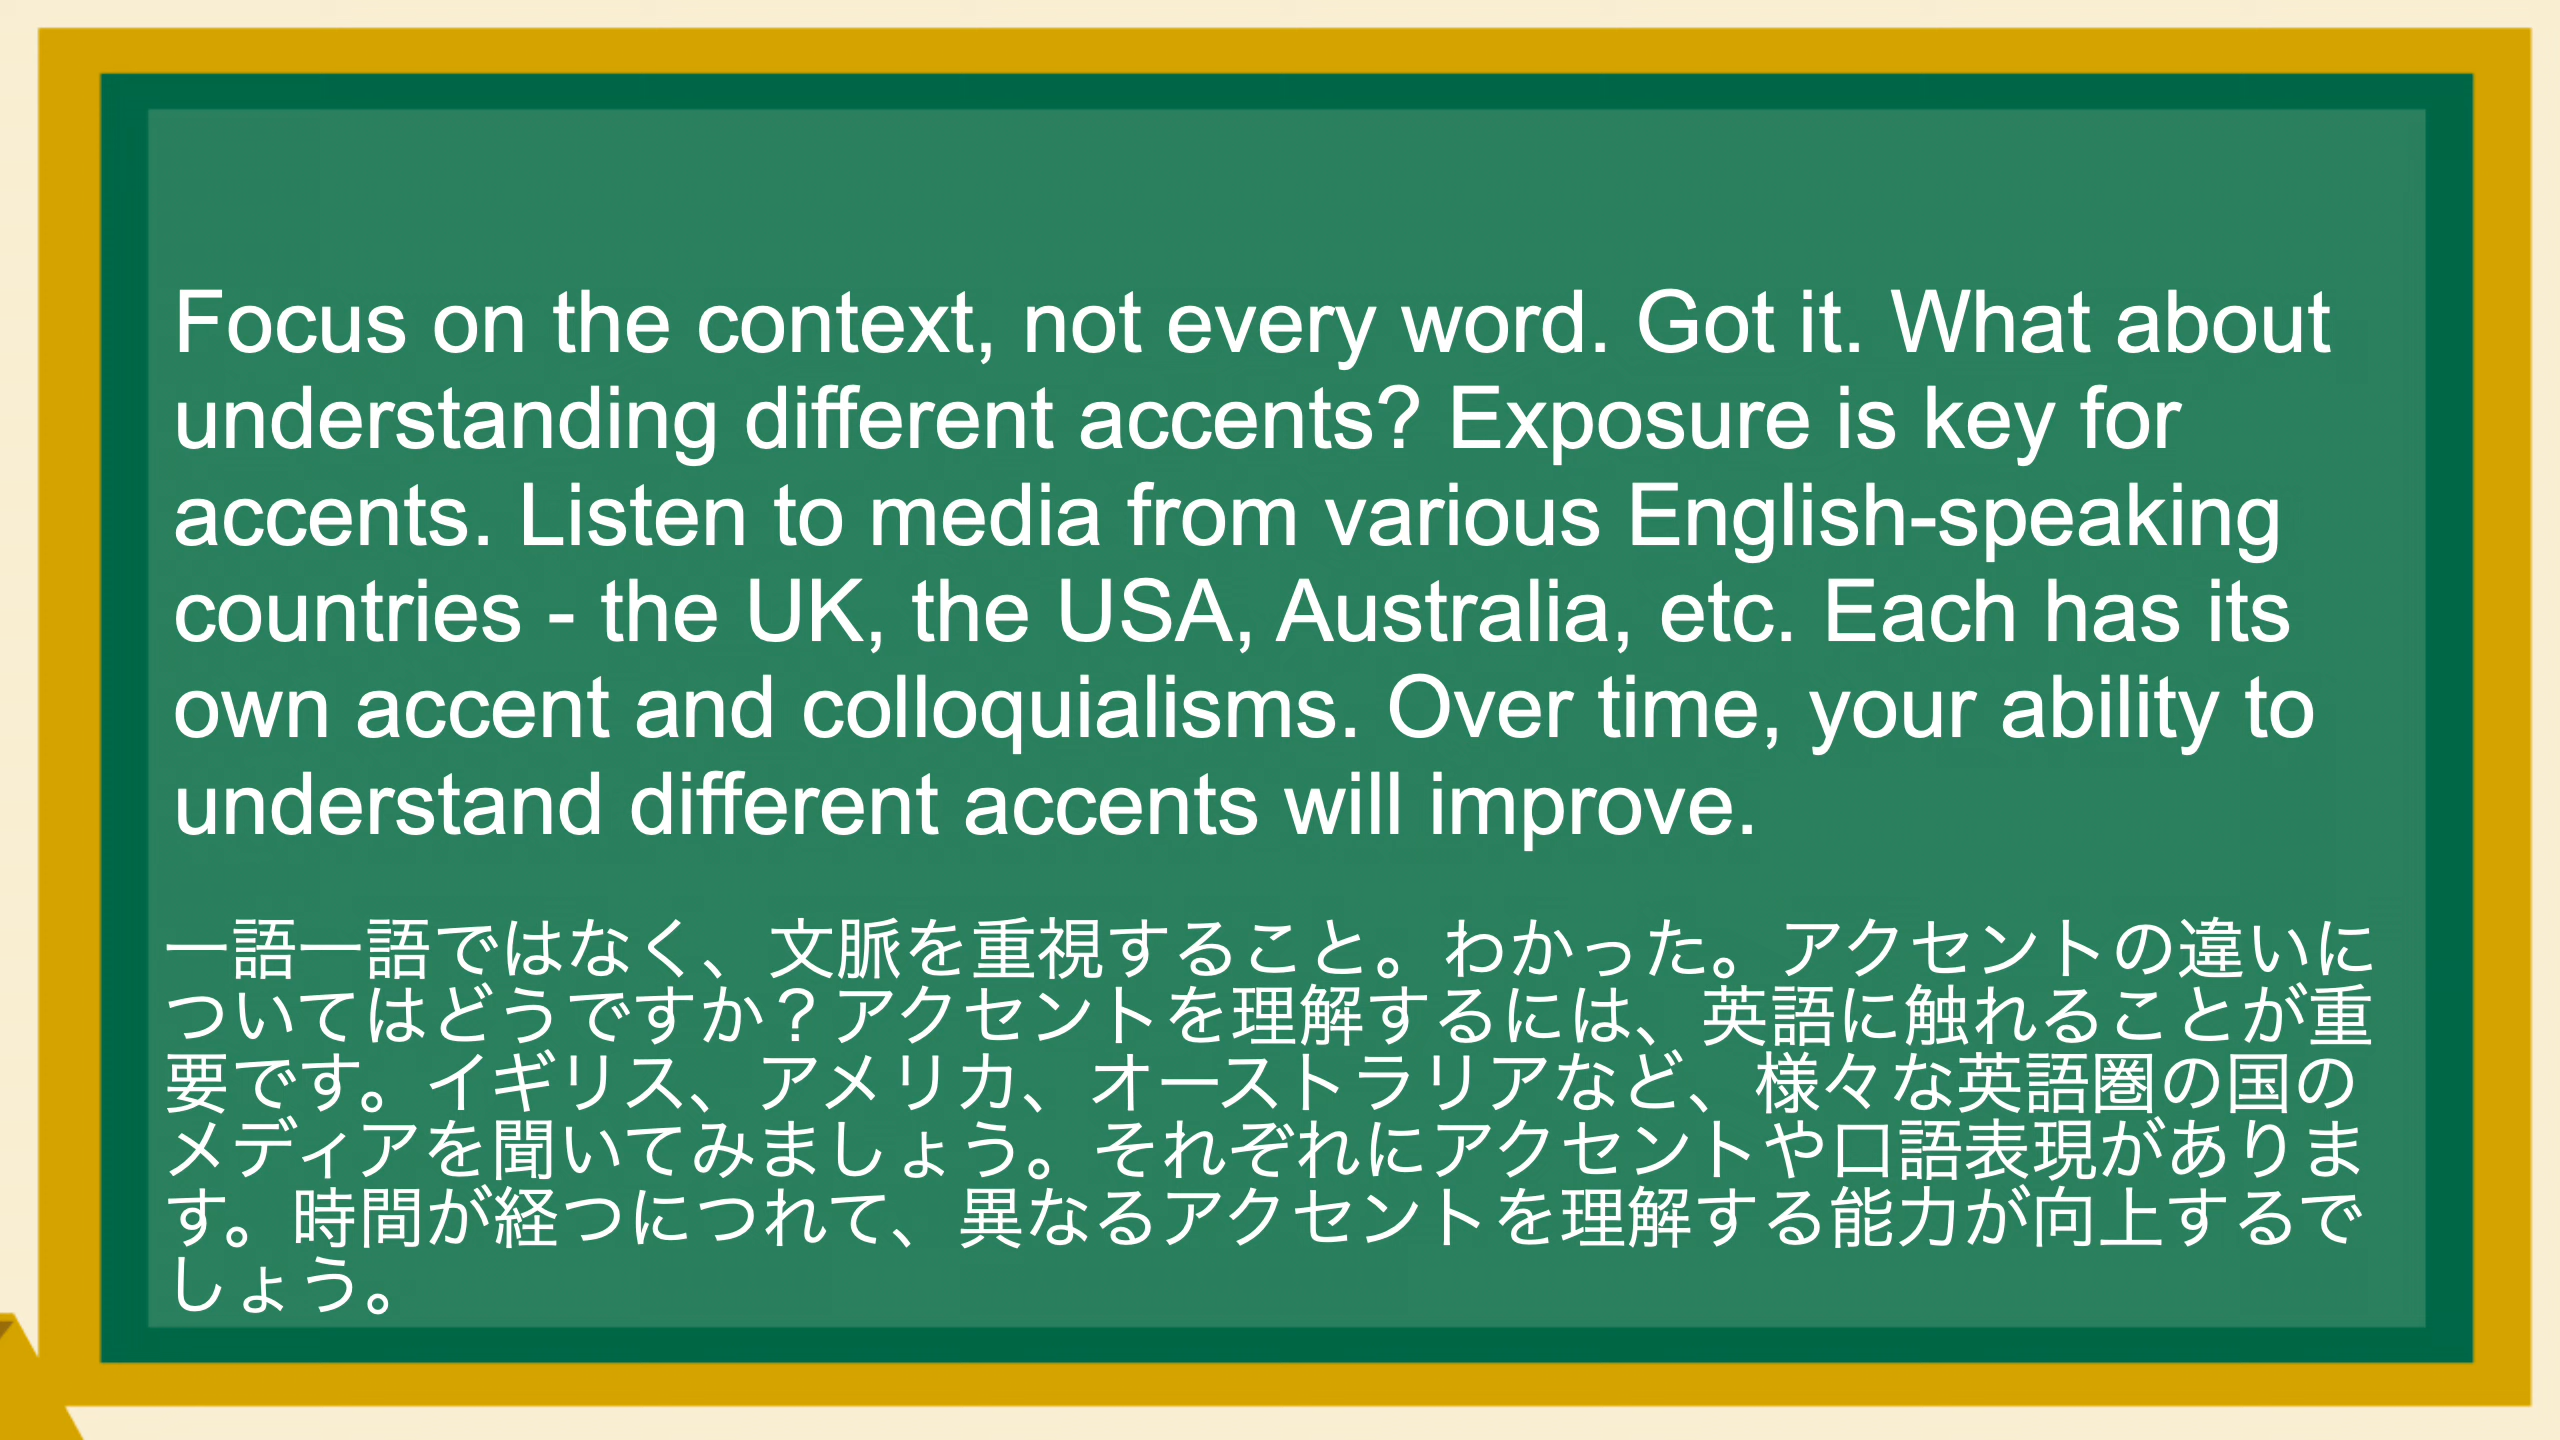 Focus on the context, not every word. Got it. What about
understanding different accents? Exposure is key for
accents. Listen to media from various English-speaking
countries - the UK, the USA, Australia, etc. Each has its
own accent and colloquialisms. Over time, your ability to
understand different accents will improve.
一語一語ではなく、文脈を重視すること。わかった。アクセントの違いに
ついてはどうですか？アクセントを理解するには、英語に触れることが重
要です。イギリス、アメリカ、オーストラリアなど、様々な英語圏の国の
メディアを聞いてみましょう。それぞれにアクセントや口語表現がありま
す。時間が経つにつれて、異なるアクセントを理解する能力が向上するで
しょう。